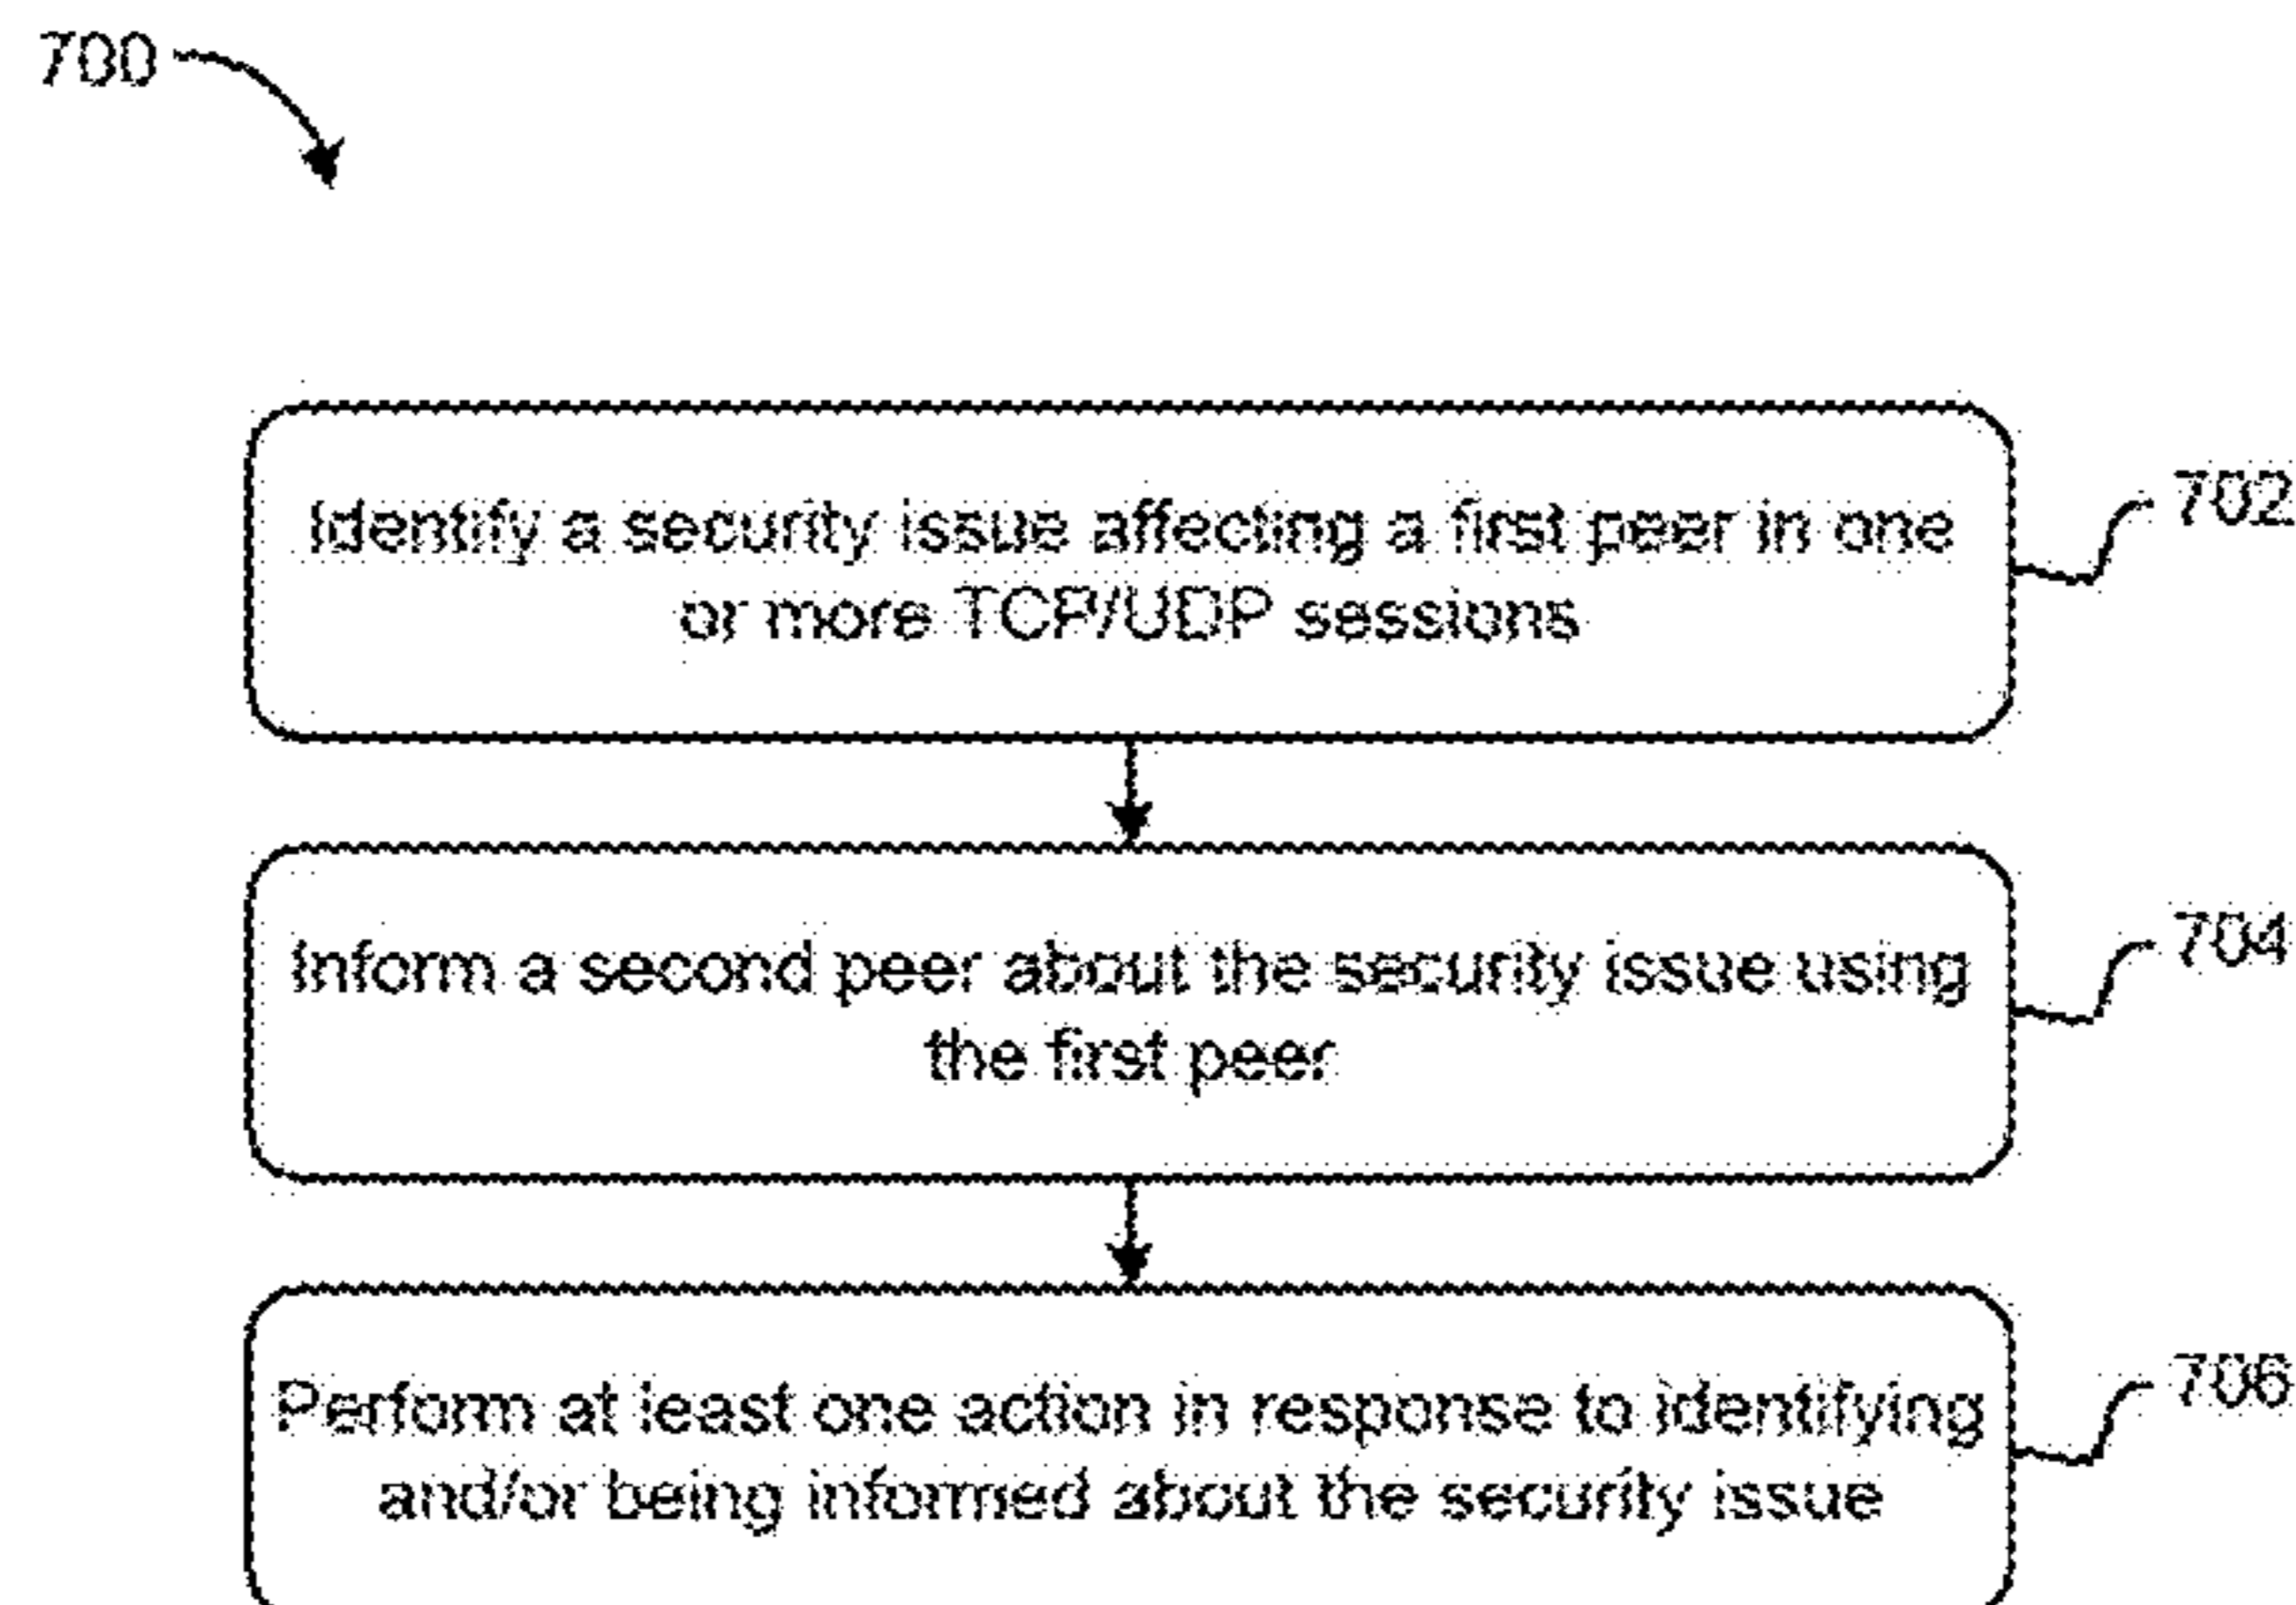 700
Identify a security issue affecting a first peer in one
or more TCP/UDP sessions
702
Inform a second peer about the security issue using
the first peer
704
Perform at least one action in response to identifying
and/or being informed about the security issue
706